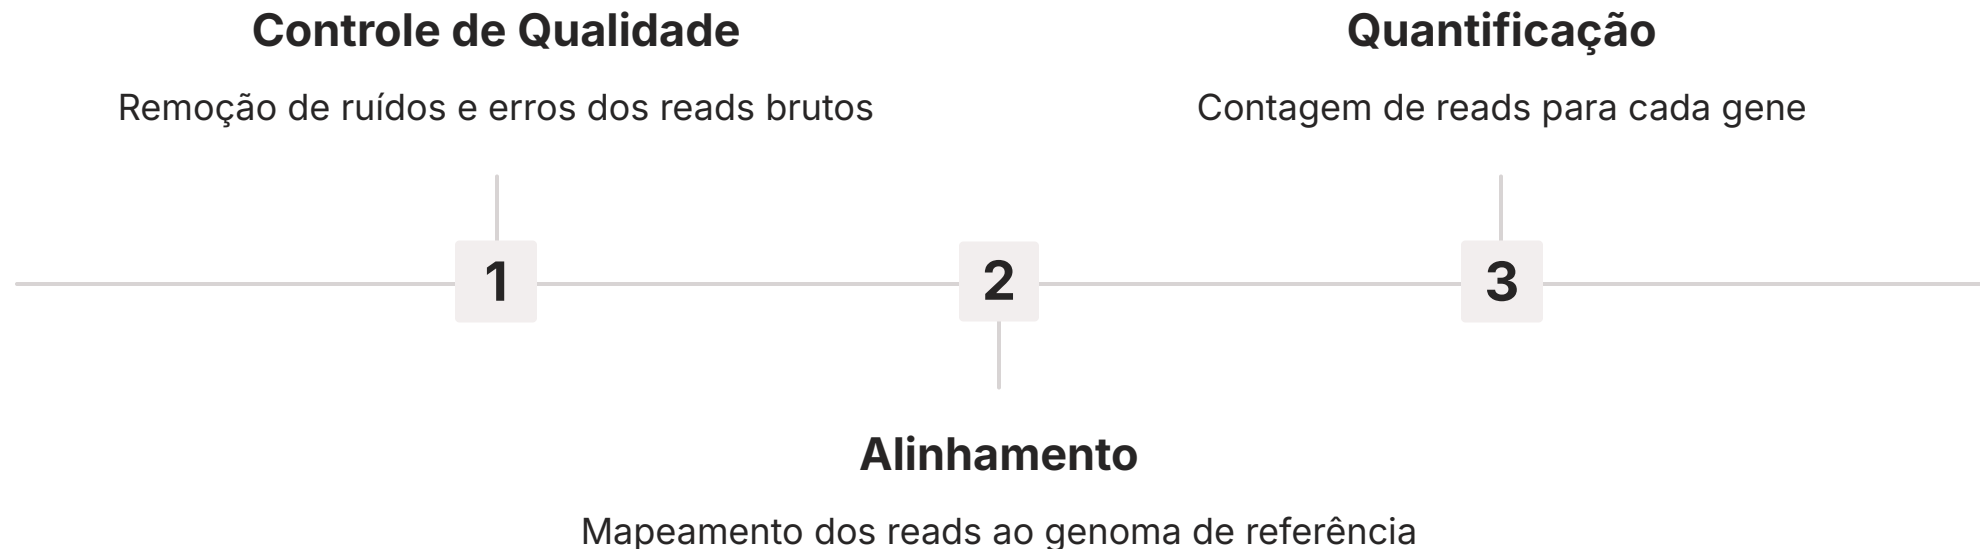 Controle de Qualidade
Remoção de ruídos e erros dos reads brutos
Quantificação
Contagem de reads para cada gene
1
2
3
Alinhamento
Mapeamento dos reads ao genoma de referência